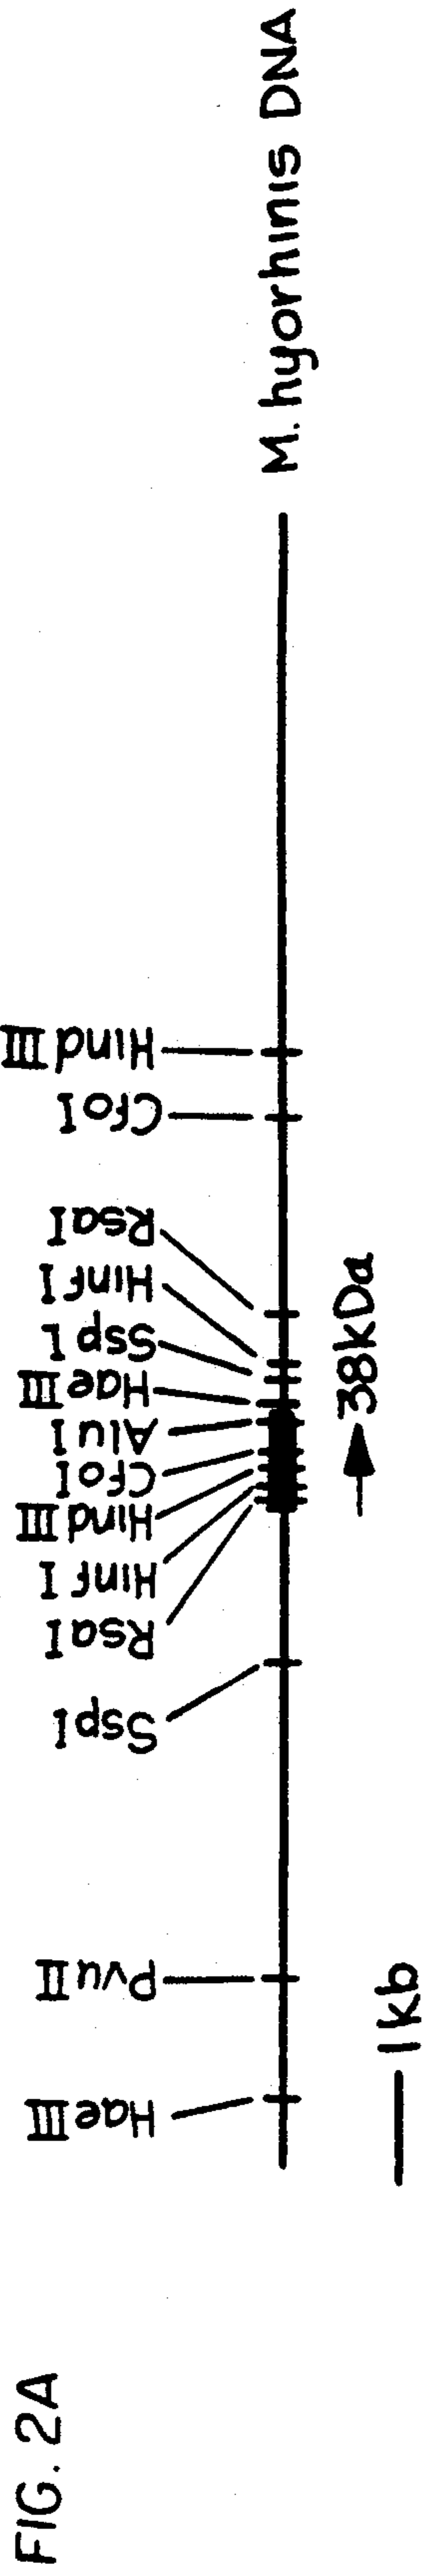 FIG. 2A
HaeIII
PvuII
SspI
RsaI
HinfI
HindIII
CfoI
AluI
HaeIII
SspI
HinfI
RsaI
CfoI
HindIII
M. hyorhinis DNA
1kb
38kDa